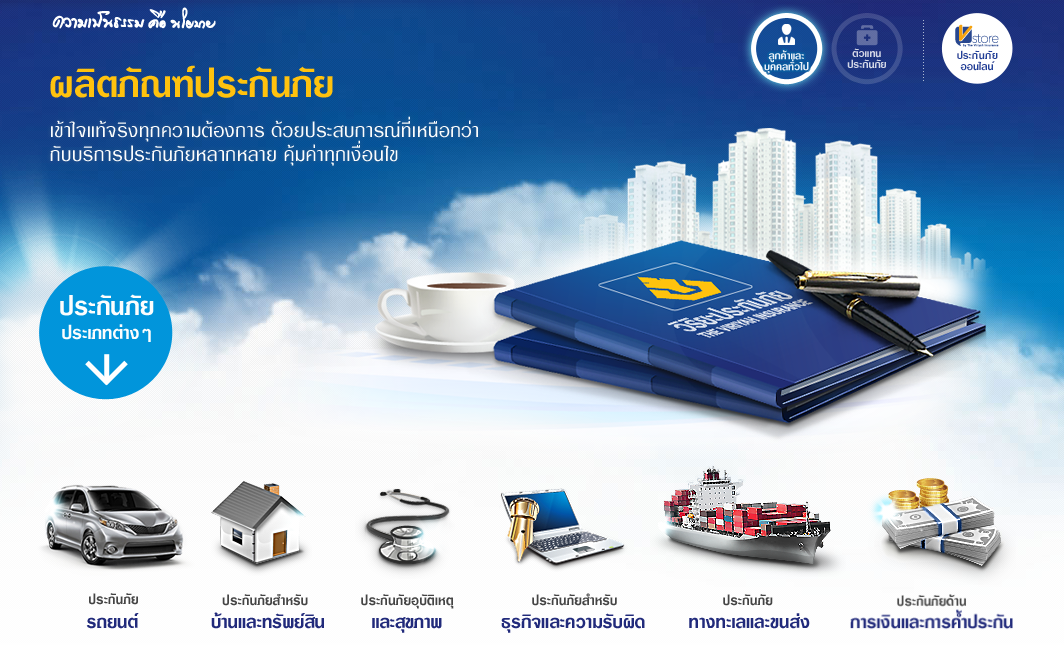 ความเป็นธรรม คือ นโยบาย
ลูกค้าและ
บุคคลทั่วไป
ตัวแทน
ประกันภัย
Vstore
by The Viriyah Insurance
ประกันภัย
ออนไลน์
ผลิตภัณฑ์ประกันภัย
เข้าใจแท้จริงทุกความต้องการ ด้วยประสบการณ์ที่เหนือกว่า
กับบริการประกันภัยหลากหลาย คุ้มค่าทุกเงื่อนไข
ประกันภัย
ประเภทต่าง ๆ
วิริยะประกันภัย
THE VIRIYAH INSURANCE
ประกันภัย
รถยนต์
ประกันภัยสำหรับ
บ้านและทรัพย์สิน
ประกันภัยอุบัติเหตุ
และสุขภาพ
ประกันภัยสำหรับ
ธุรกิจและความรับผิด
ประกันภัย
ทางทะเลและขนส่ง
ประกันภัยด้าน
การเงินและการค้ำประกัน